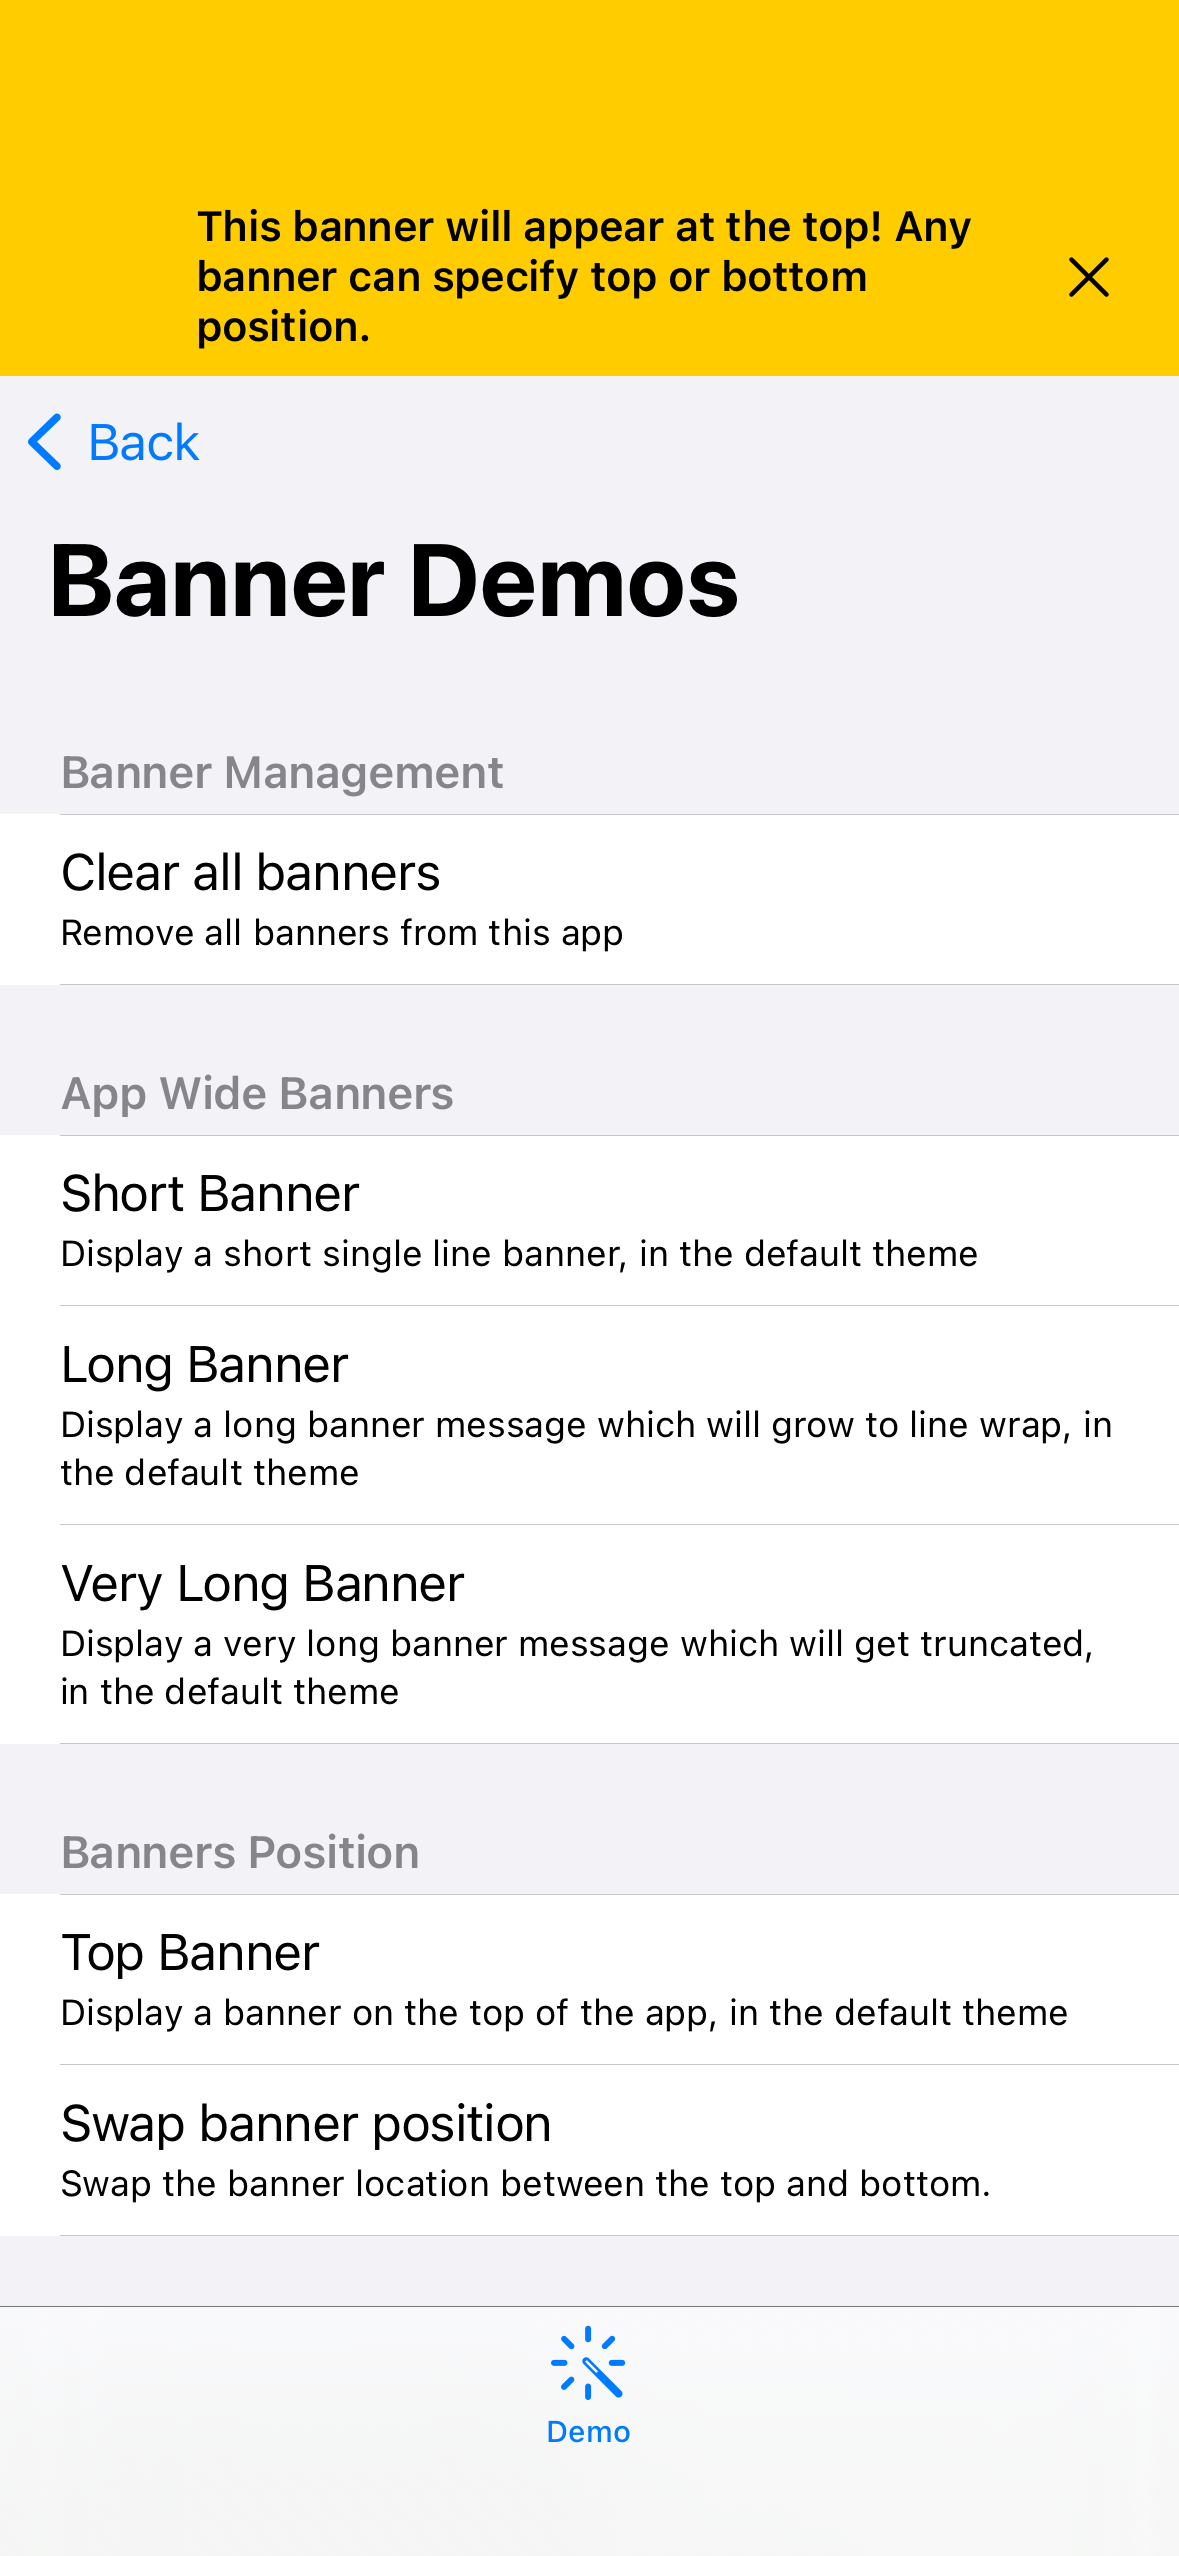 This banner will appear at the top! Any
banner can specify top or bottom
position.
Back
Banner Demos
Banner Management
Clear all banners
Remove all banners from this app
App Wide Banners
Short Banner
Display a short single line banner, in the default theme
Long Banner
Display a long banner message which will grow to line wrap, in
the default theme
Very Long Banner
Display a very long banner message which will get truncated,
in the default theme
Banners Position
Top Banner
Display a banner on the top of the app, in the default theme
Swap banner position
Swap the banner location between the top and bottom.
Demo